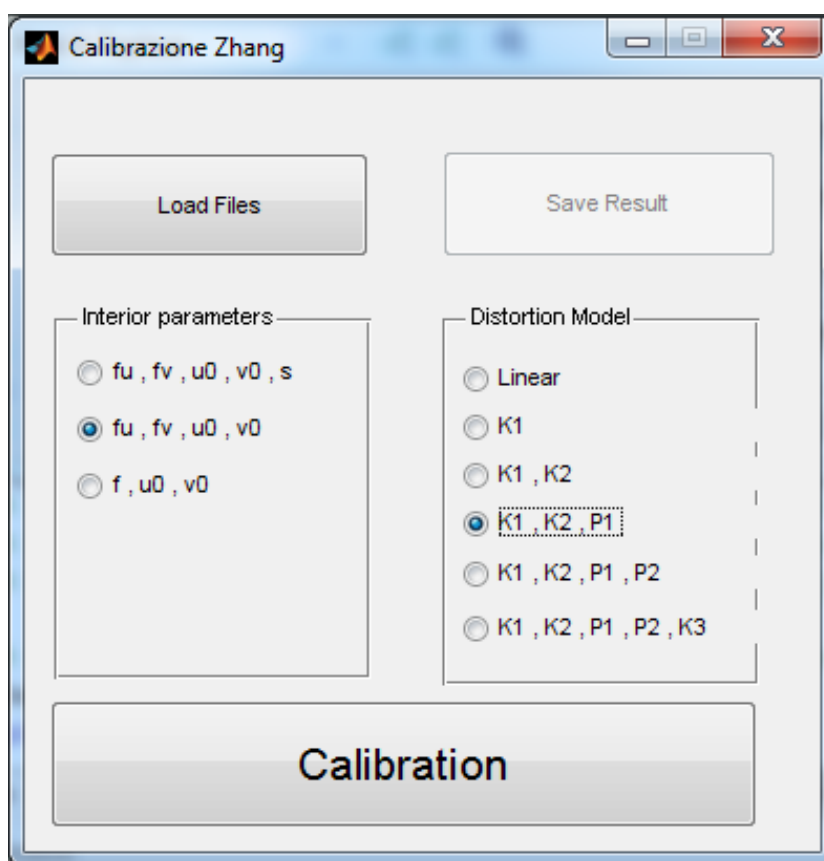 Calibrazione Zhang
Load Files
Save Result
Interior parameters
fu , fv , u0 , v0 , s
fu , fv , u0 , v0
f , u0 , v0
Distortion Model
Linear
K1
K1 , K2
K1 , K2 , P1
K1 , K2 , P1 , P2
K1 , K2 , P1 , P2 , K3
Calibration